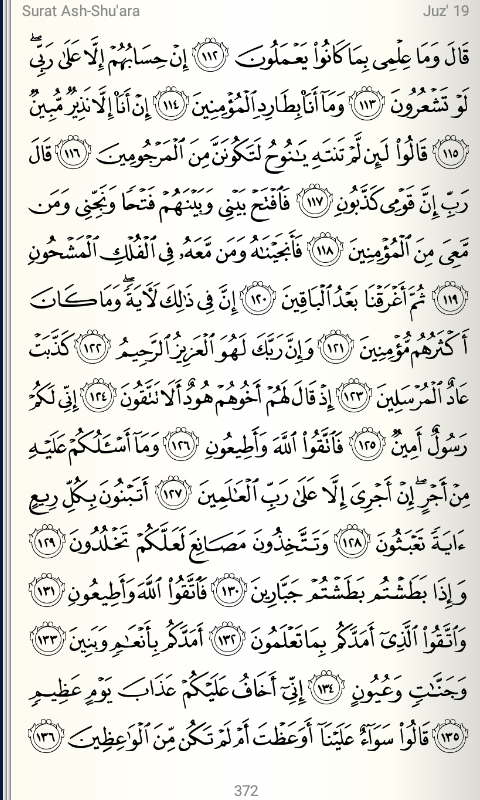 Surat Ash-Shu'ara Juz' 19
قَالَ وَمَا عِلْمِى بِمَا كَانُوا۟ يَعْمَلُونَ ١١٢ إِنْ حِسَابُهُمْ إِلَّا عَلَىٰ رَبِّى ۖ
لَوْ تَشْعُرُونَ ١١٣ وَمَآ أَنَا۠ بِطَارِدِ ٱلْمُؤْمِنِينَ ١١٤ إِنْ أَنَا۠ إِلَّا نَذِيرٌ مُّبِينٌ
١١٥ قَالُوا۟ لَئِن لَّمْ تَنتَهِ يَٰنُوحُ لَتَكُونَنَّ مِنَ ٱلْمَرْجُومِينَ ١١٦ قَالَ
رَبِّ إِنَّ قَوْمِى كَذَّبُونِ ١١٧ فَٱفْتَحْ بَيْنِى وَبَيْنَهُمْ فَتْحًا وَنَجِّنِى وَمَن
مَّعِىَ مِنَ ٱلْمُؤْمِنِينَ ١١٨ فَأَنجَيْنَٰهُ وَمَن مَّعَهُۥ فِى ٱلْفُلْكِ ٱلْمَشْحُونِ
١١٩ ثُمَّ أَغْرَقْنَا بَعْدُ ٱلْبَاقِينَ ١٢٠ إِنَّ فِى ذَٰلِكَ لَءَايَةً ۖ وَمَا كَانَ
أَكْثَرُهُم مُّؤْمِنِينَ ١٢١ وَإِنَّ رَبَّكَ لَهُوَ ٱلْعَزِيزُ ٱلرَّحِيمُ ١٢٢ كَذَّبَتْ
عَادٌ ٱلْمُرْسَلِينَ ١٢٣ إِذْ قَالَ لَهُمْ أَخُوهُمْ هُودٌ أَلَا تَتَّقُونَ ١٢٤ إِنِّى لَكُمْ
رَسُولٌ أَمِينٌ ١٢٥ فَٱتَّقُوا۟ ٱللَّهَ وَأَطِيعُونِ ١٢٦ وَمَآ أَسْـَٔلُكُمْ عَلَيْهِ
مِنْ أَجْرٍ ۖ إِنْ أَجْرِىَ إِلَّا عَلَىٰ رَبِّ ٱلْعَٰلَمِينَ ١٢٧ أَتَبْنُونَ بِكُلِّ رِيعٍ
ءَايَةً تَعْبَثُونَ ١٢٨ وَتَتَّخِذُونَ مَصَانِعَ لَعَلَّكُمْ تَخْلُدُونَ ١٢٩
وَإِذَا بَطَشْتُم بَطَشْتُمْ جَبَّارِينَ ١٣٠ فَٱتَّقُوا۟ ٱللَّهَ وَأَطِيعُونِ ١٣١
وَٱتَّقُوا۟ ٱلَّذِىٓ أَمَدَّكُم بِمَا تَعْلَمُونَ ١٣٢ أَمَدَّكُم بِأَنْعَٰمٍ وَبَنِينَ ١٣٣
وَجَنَّٰتٍ وَعُيُونٍ ١٣٤ إِنِّىٓ أَخَافُ عَلَيْكُمْ عَذَابَ يَوْمٍ عَظِيمٍ
١٣٥ قَالُوا۟ سَوَآءٌ عَلَيْنَآ أَوَعَظْتَ أَمْ لَمْ تَكُن مِّنَ ٱلْوَٰعِظِينَ ١٣٦
372